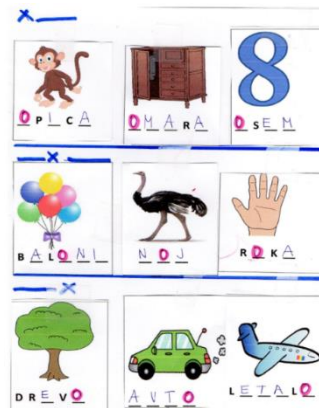 X
8
OPICA OMARA OSEM
X
BALONI NOJ ROKA
X
DREVO AVTO LETALO